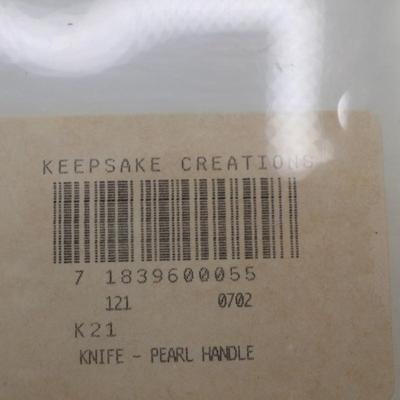 KEEPSAKE CREATIONS
7 1839600055
121 0702
K21
KNIFE - PEARL HANDLE